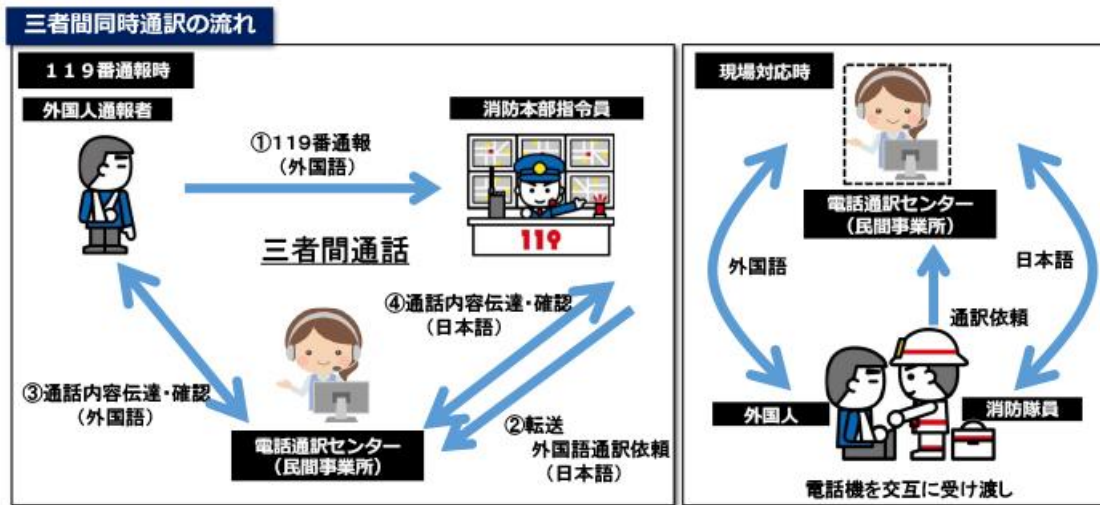 三者間同時通訳の流れ
119番通報時
外国人通報者
消防本部指令員
①119番通報
(外国語)
119
三者間通話
④通話内容伝達・確認
(日本語)
③通話内容伝達・確認
(外国語)
②転送
外国語通訳依頼
(日本語)
電話通訳センター
(民間事業所)
現場対応時
電話通訳センター
(民間事業所)
外国語
日本語
通訳依頼
外国人
消防隊員
電話機を交互に受け渡し